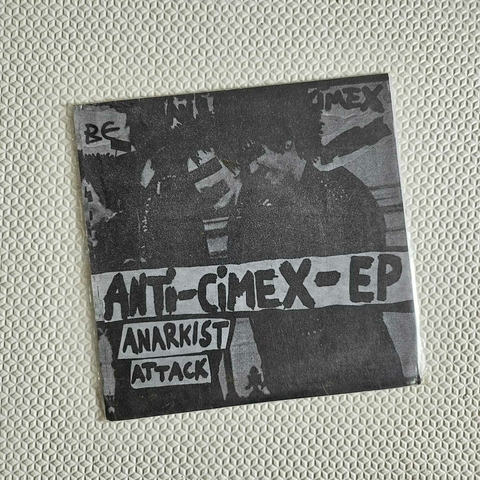 BE
IMEX
ANTi-CiMEX-EP
ANARKIST
ATTACK